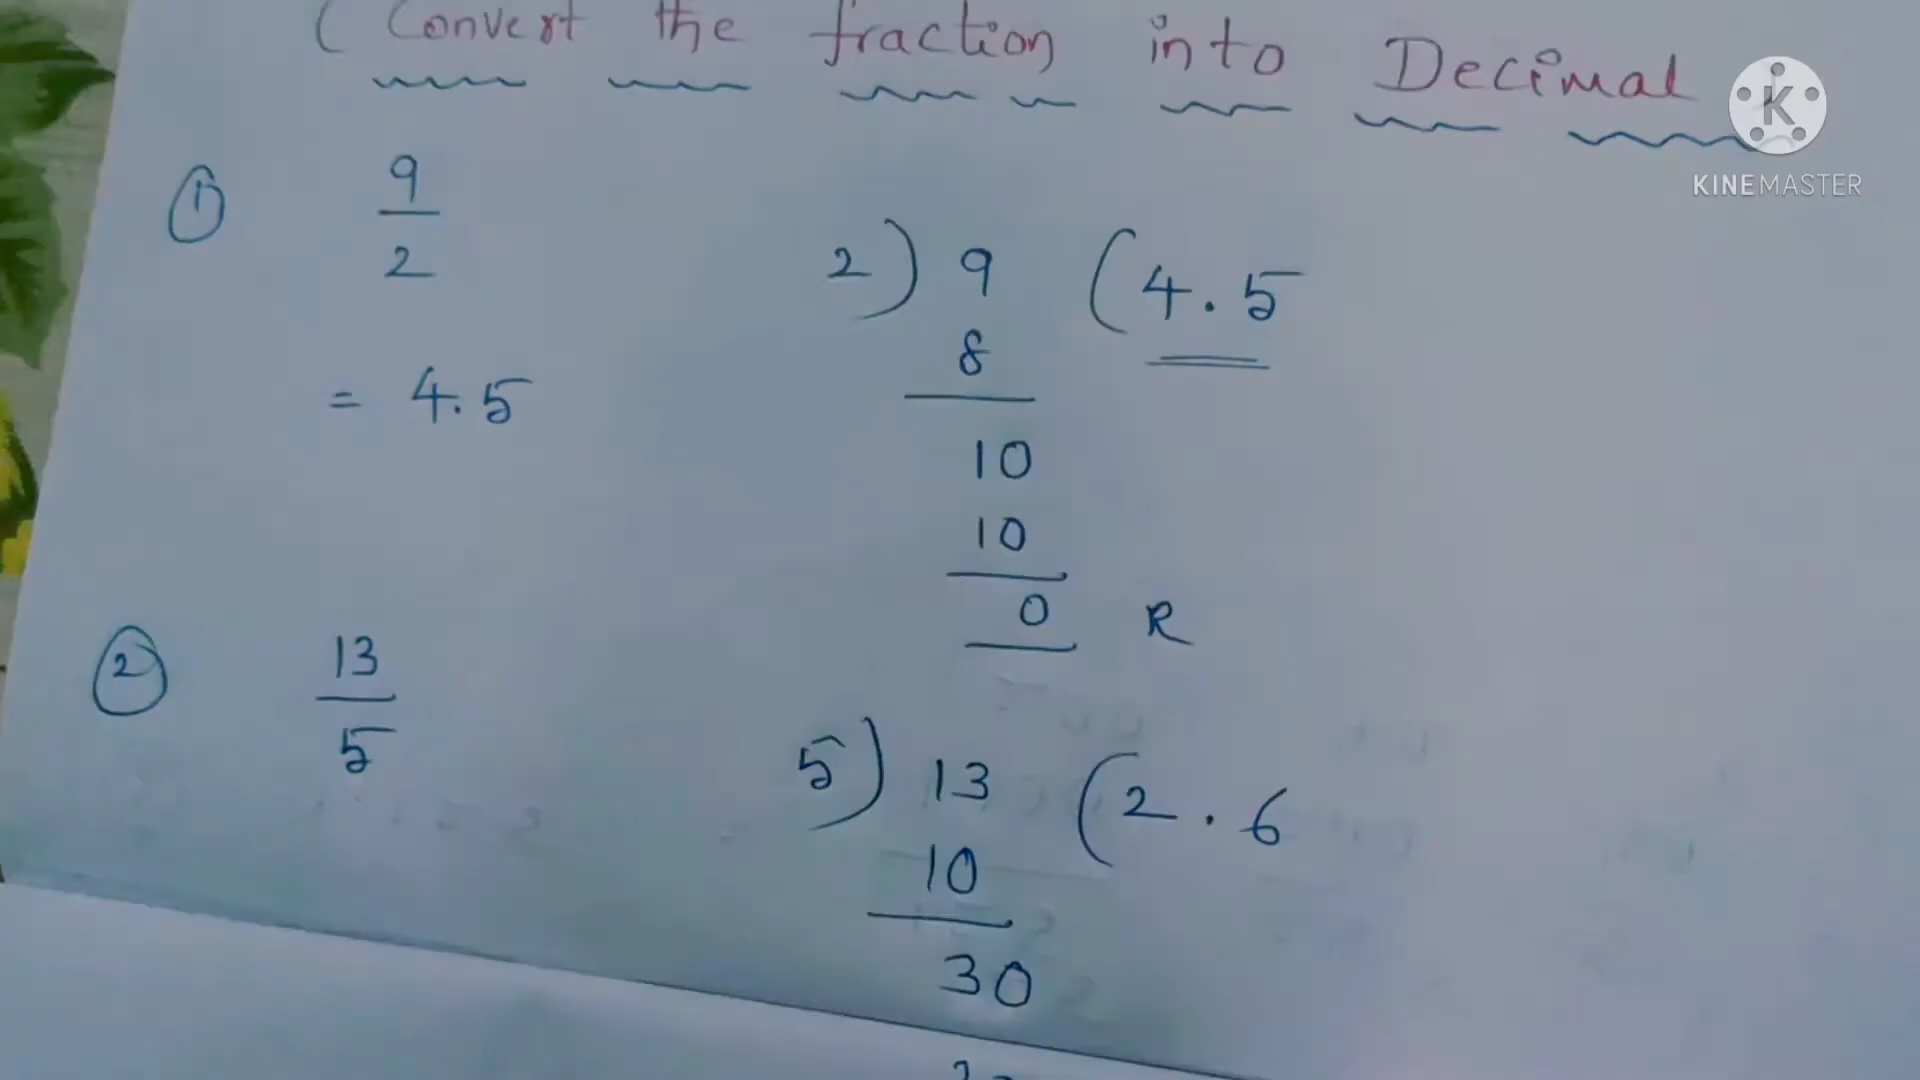 ( Convert the fraction into Decimal
K
KINEMASTER
① 9/2
2) 9 (4.5
8
= 4.5
10
10
0 R
② 13/5
5) 13 (2.6
10
30